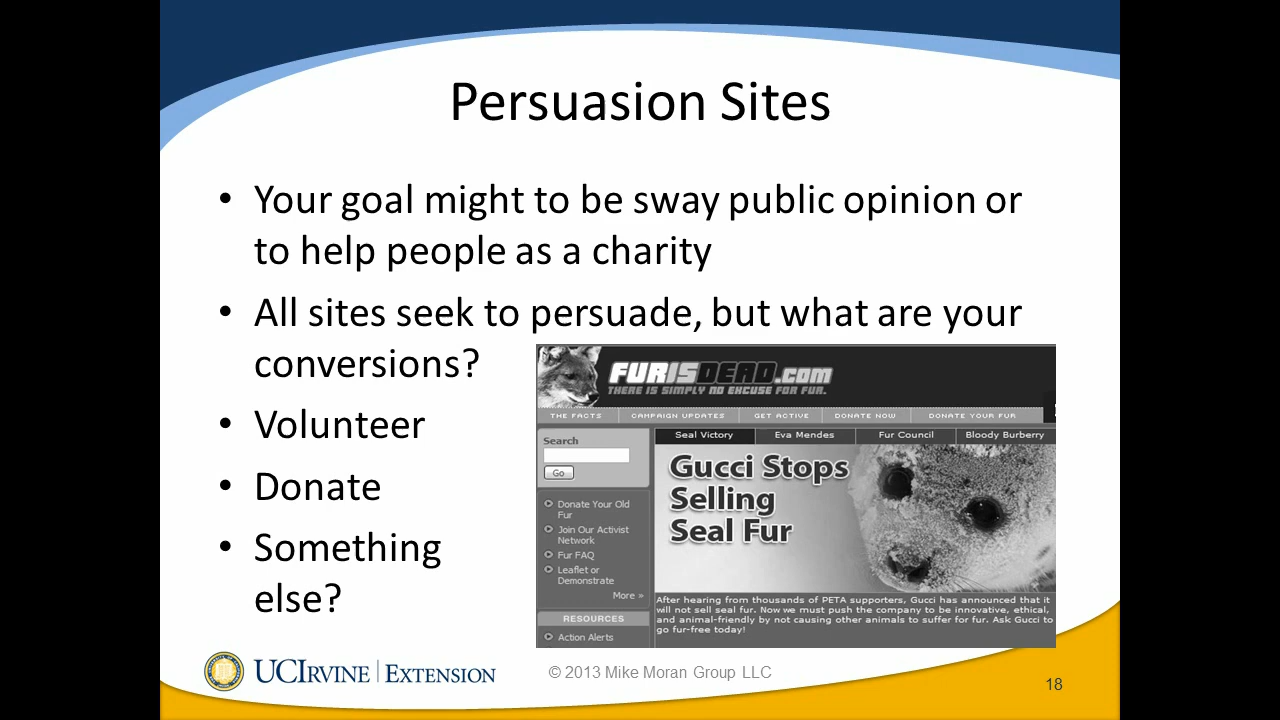 Persuasion Sites
• Your goal might to be sway public opinion or
to help people as a charity
• All sites seek to persuade, but what are your
conversions?
• Volunteer
• Donate
• Something
else?
FURISDEAD.COM
THERE IS SIMPLY NO EXCUSE FOR FUR.
THE FACTS CAMPAIGN UPDATES GET ACTIVE DONATE NOW DONATE YOUR FUR
Search
Go
Donate Your Old
Fur
Join Our Activist
Network
Fur FAQ
Leaflet or
Demonstrate
More »
RESOURCES
Action Alerts
Seal Victory Eva Mendes Fur Council Bloody Burberry
Gucci Stops
Selling
Seal Fur
After hearing from thousands of PETA supporters, Gucci has announced that it
will not sell seal fur. Now we must push the company to be innovative, ethical,
and animal-friendly by not causing other animals to suffer for fur. Ask Gucci to
go fur-free today!
UCIRVINE | EXTENSION
© 2013 Mike Moran Group LLC
18